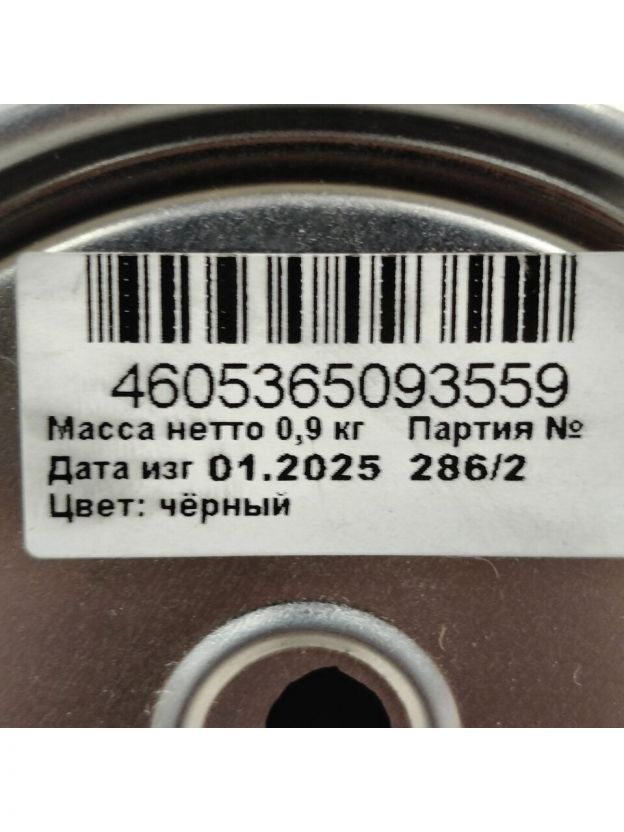 4605365093559
Масса нетто 0,9 кг Партия №
Дата изг 01.2025 286/2
Цвет: чёрный